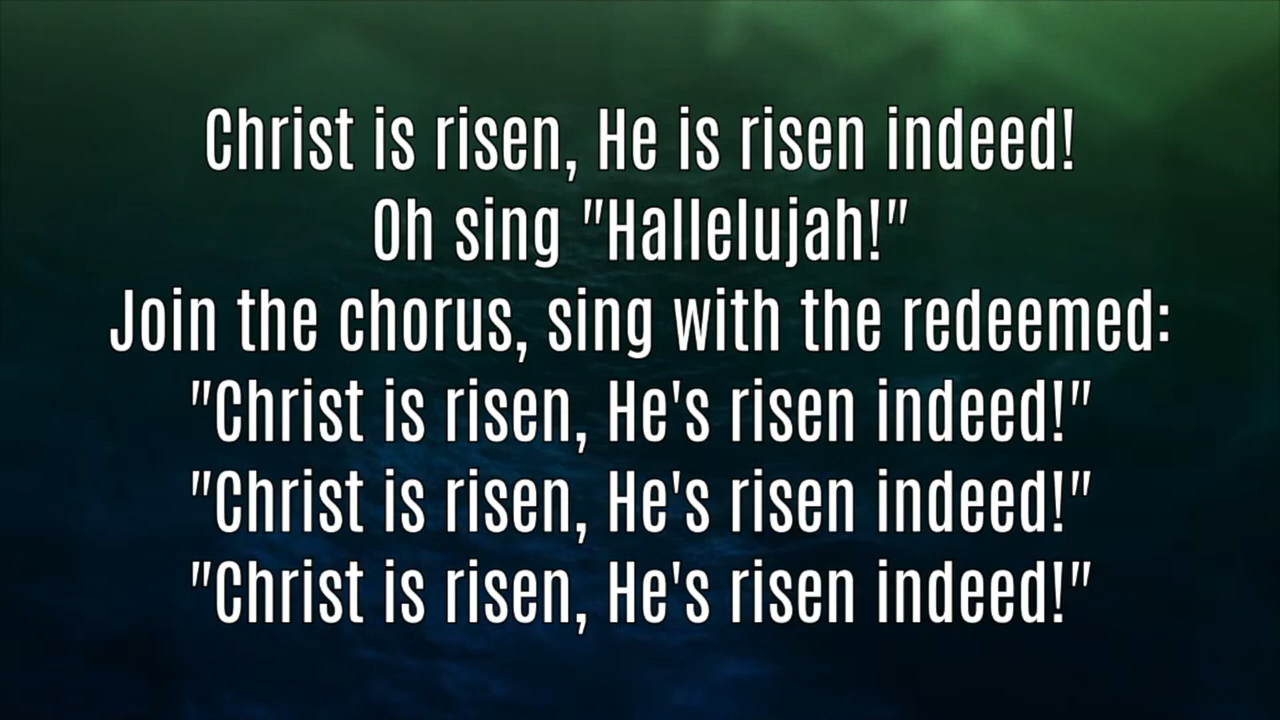 Christ is risen, He is risen indeed!
Oh sing "Hallelujah!"
Join the chorus, sing with the redeemed:
"Christ is risen, He's risen indeed!"
"Christ is risen, He's risen indeed!"
"Christ is risen, He's risen indeed!"